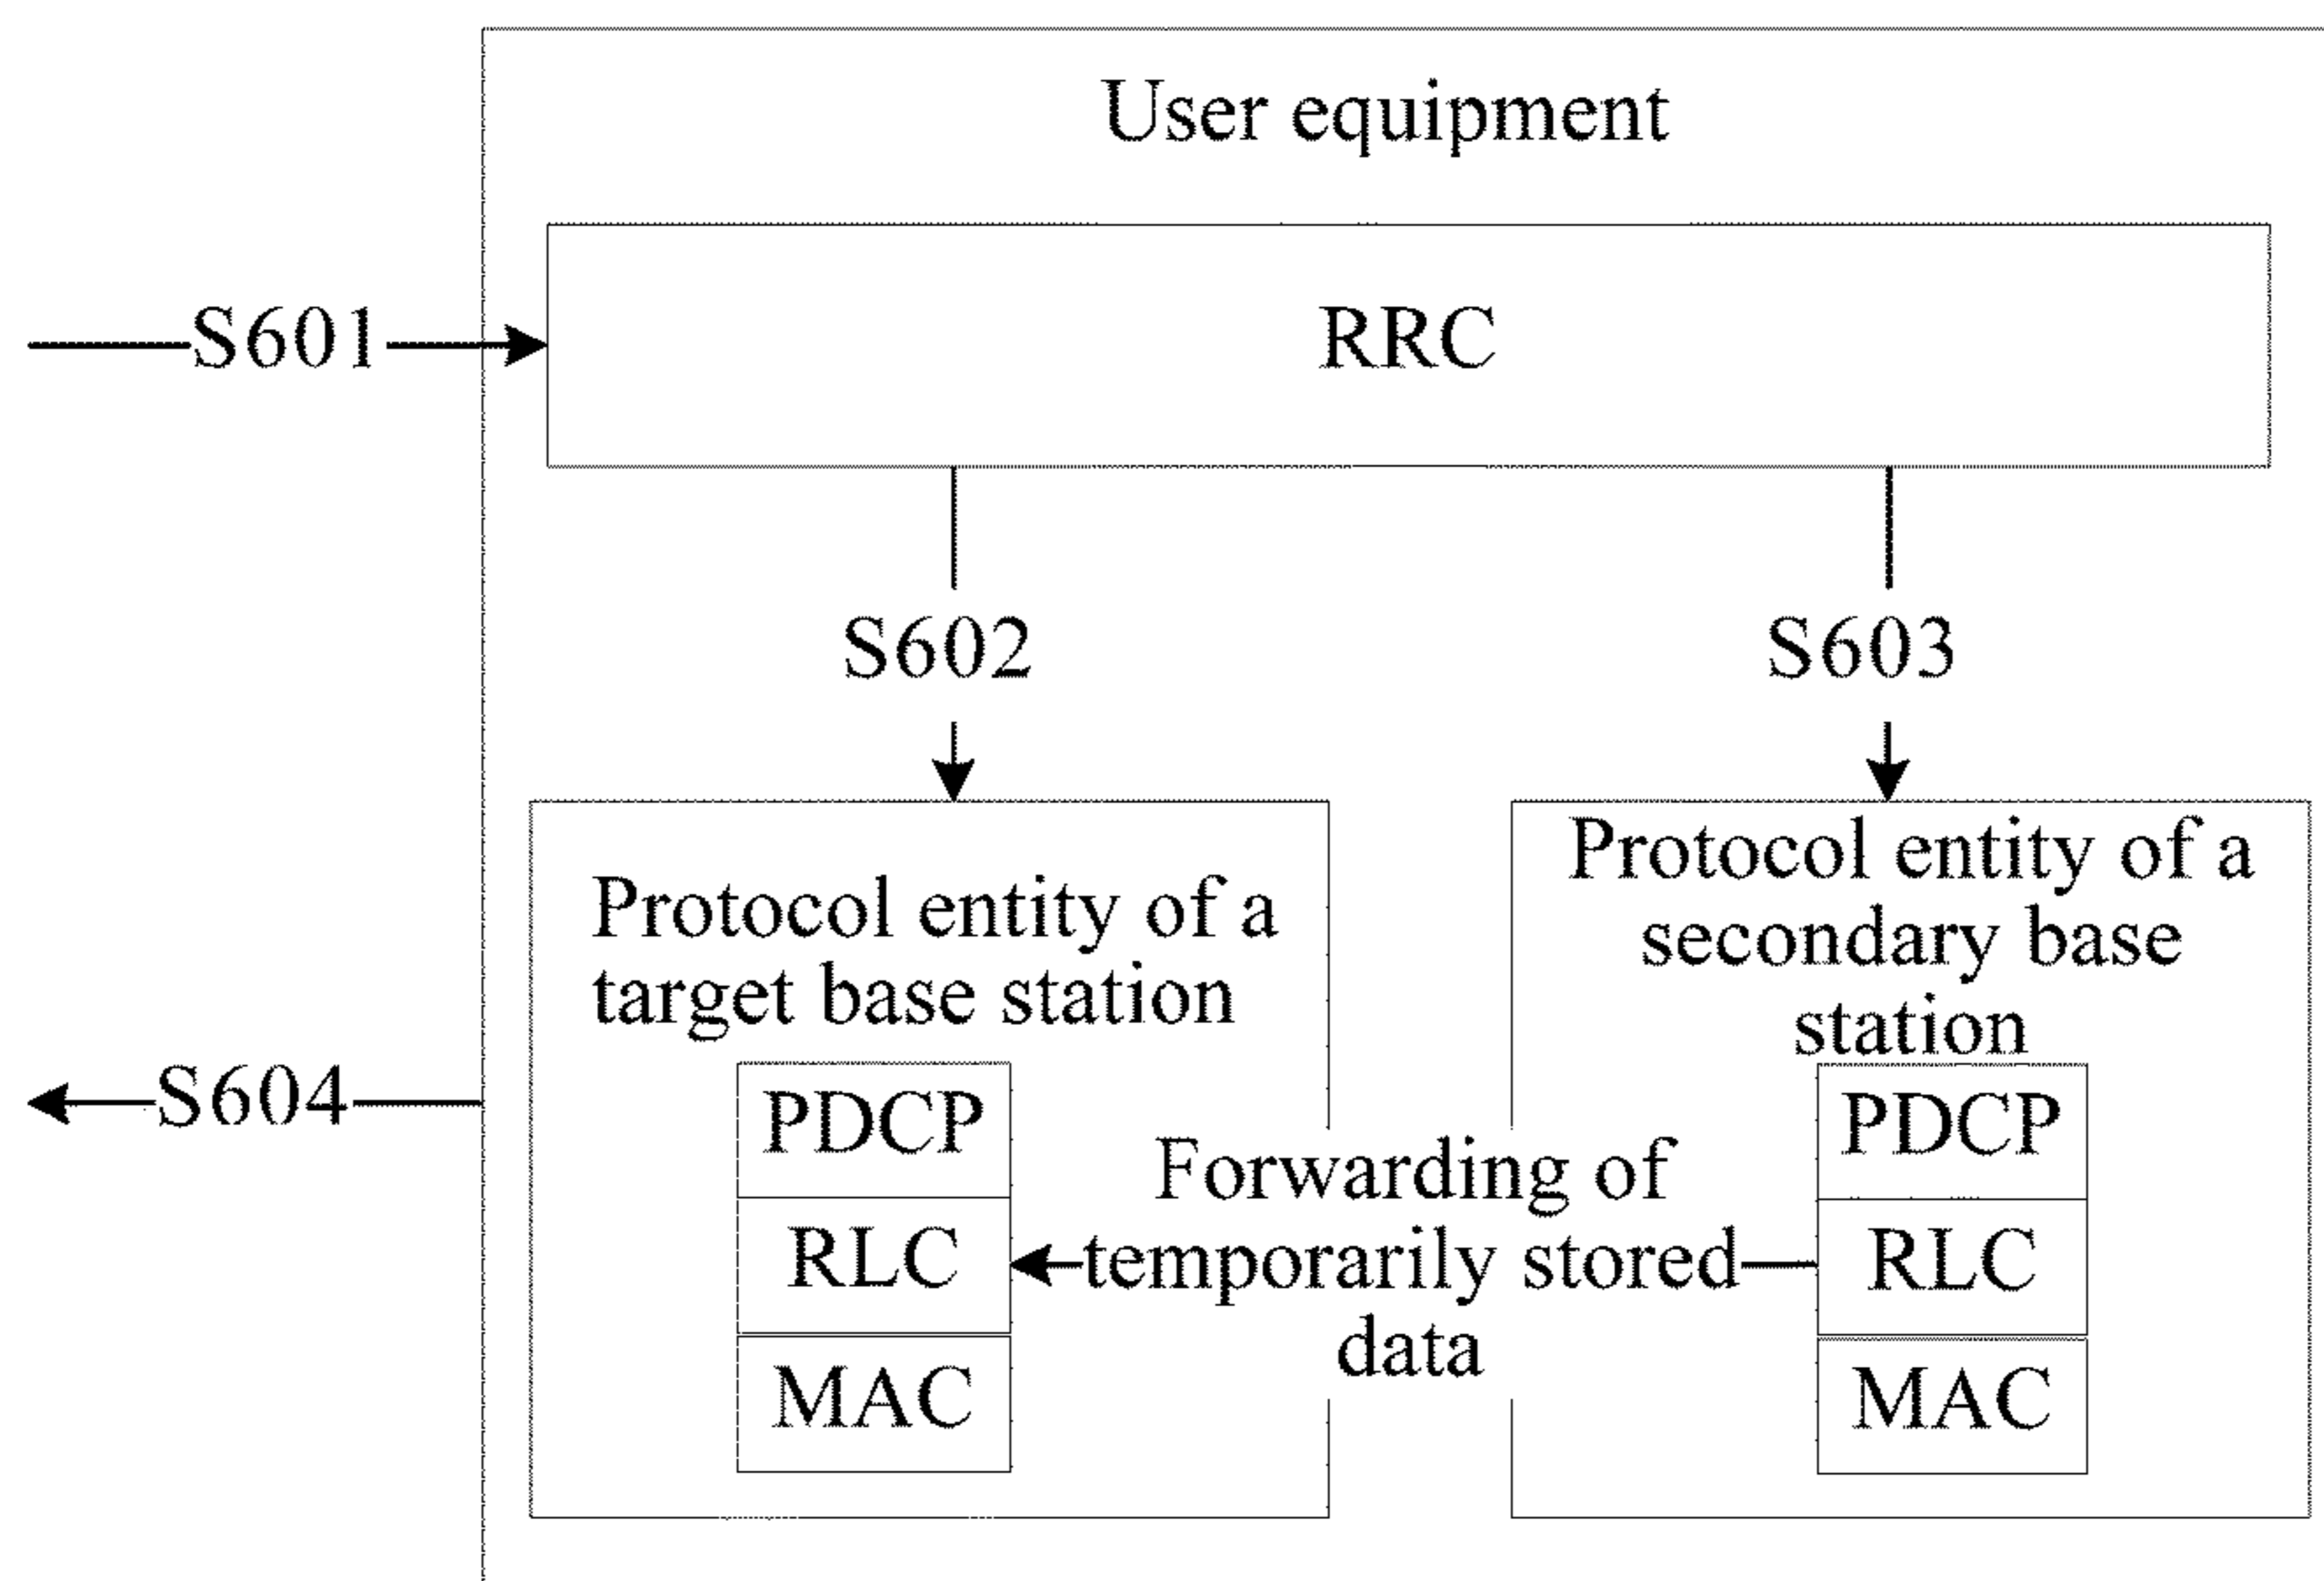 User equipment
S601
RRC
S602
S603
Protocol entity of a
target base station
Protocol entity of a
secondary base
station
S604
PDCP
RLC
MAC
Forwarding of
temporarily stored
data
PDCP
RLC
MAC